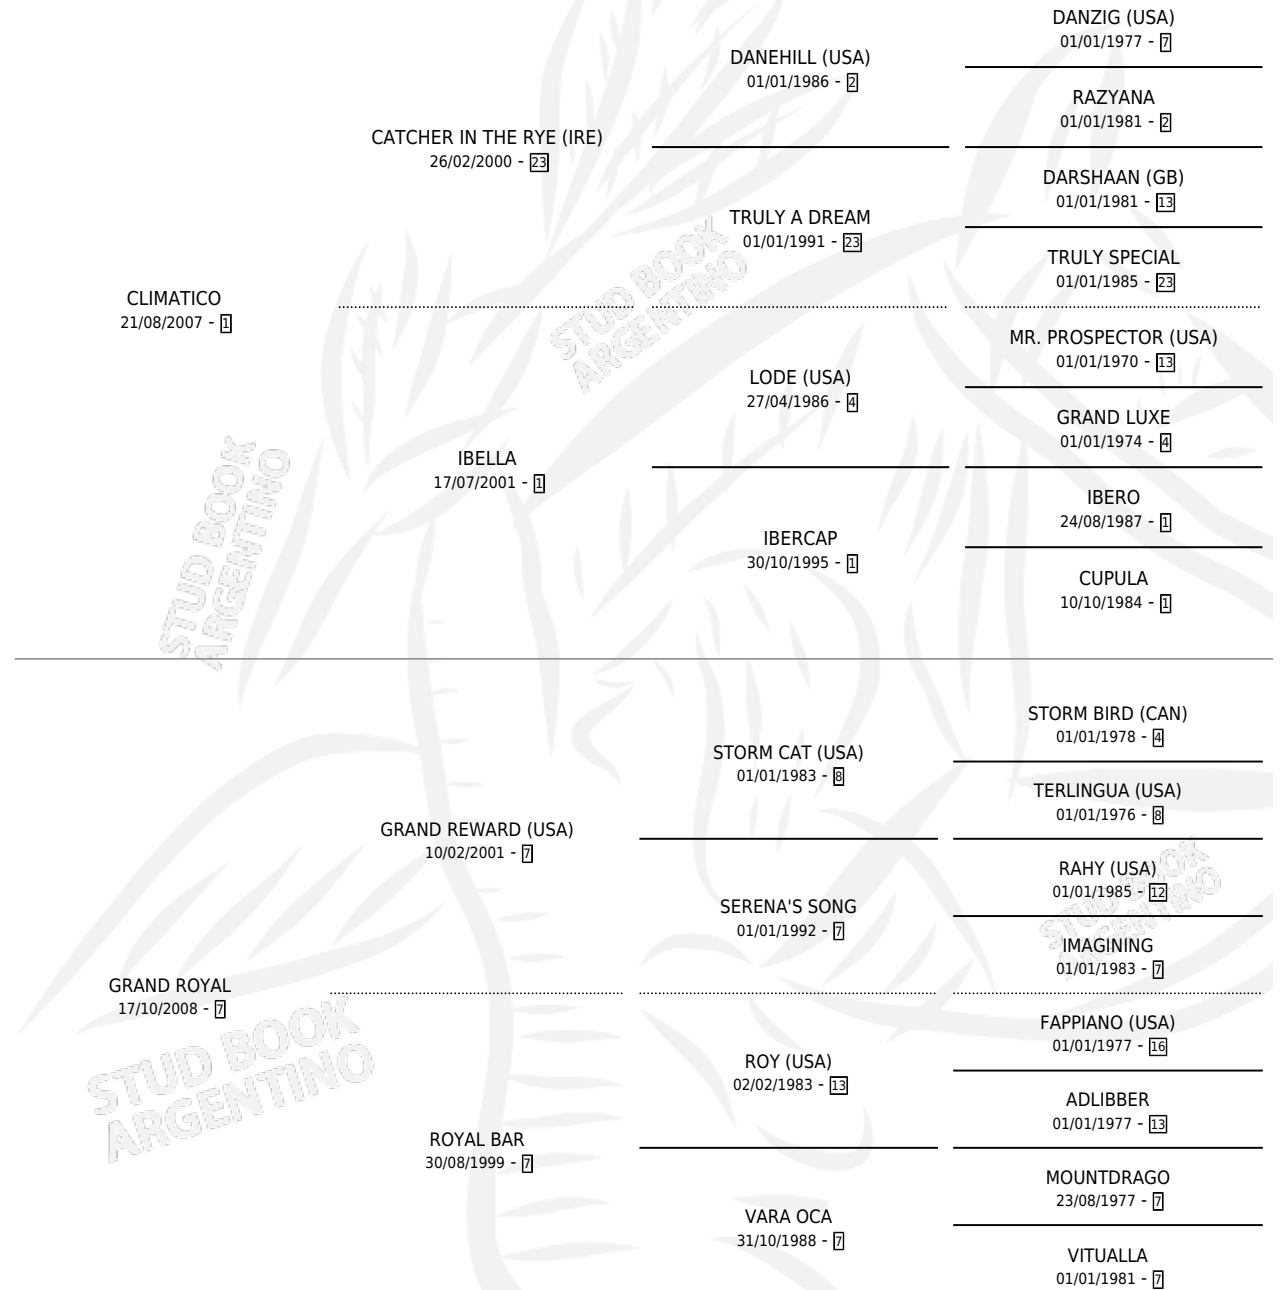 DANZIG (USA)
01/01/1977 - 7
DANEHILL (USA)
01/01/1986 - 2
RAZYANA
01/01/1981 - 2
CATCHER IN THE RYE (IRE)
26/02/2000 - 23
DARSHAAN (GB)
01/01/1981 - 13
TRULY A DREAM
01/01/1991 - 23
TRULY SPECIAL
01/01/1985 - 23
CLIMATICO
21/08/2007 - 1
MR. PROSPECTOR (USA)
01/01/1970 - 13
LODE (USA)
27/04/1986 - 4
GRAND LUXE
01/01/1974 - 4
IBELLA
17/07/2001 - 1
IBERO
24/08/1987 - 1
IBERCAP
30/10/1995 - 1
CUPULA
10/10/1984 - 1
STUD BOOK
ARGENTINO
STUD BOOK
ARGENTINO
STORM BIRD (CAN)
01/01/1978 - 4
STORM CAT (USA)
01/01/1983 - 8
TERLINGUA (USA)
01/01/1976 - 8
GRAND REWARD (USA)
10/02/2001 - 7
RAHY (USA)
01/01/1985 - 12
SERENA'S SONG
01/01/1992 - 7
IMAGINING
01/01/1983 - 7
STUD BOOK
ARGENTINO
GRAND ROYAL
17/10/2008 - 7
FAPPIANO (USA)
01/01/1977 - 16
ROY (USA)
02/02/1983 - 13
ADLIBBER
01/01/1977 - 13
STUD BOOK
ARGENTINO
ROYAL BAR
30/08/1999 - 7
MOUNTDRAGO
23/08/1977 - 7
VARA OCA
31/10/1988 - 7
VITUALLA
01/01/1981 - 7